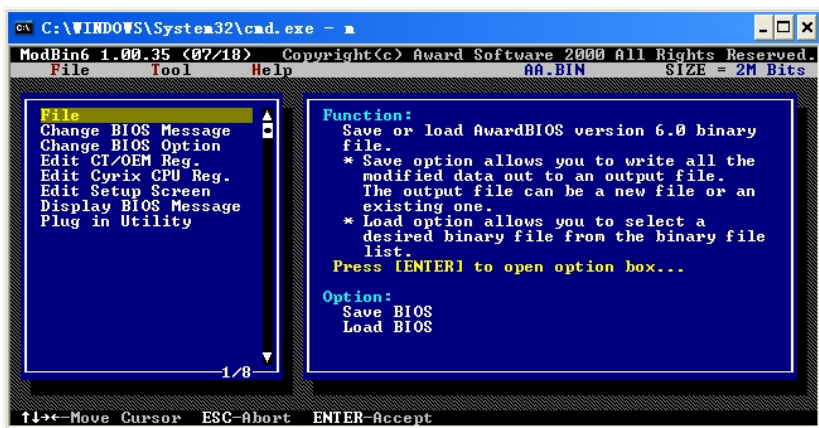 C:\WINDOWS\System32\cmd.exe - m
ModBin6 1.00.35 (07/18) Copyright(c) Award Software 2000 All Rights Reserved.
File Tool Help AA.BIN SIZE = 2M Bits
File
Change BIOS Message
Change BIOS Option
Edit CT/OEM Reg.
Edit Cyrix CPU Reg.
Edit Setup Screen
Display BIOS Message
Plug in Utility
1/8
Function:
Save or load AwardBIOS version 6.0 binary
file.
* Save option allows you to write all the
modified data out to an output file.
The output file can be a new file or an
existing one.
* Load option allows you to select a
desired binary file from the binary file
list.
Press [ENTER] to open option box...
Option:
Save BIOS
Load BIOS
↑↓→←-Move Cursor ESC-Abort ENTER-Accept